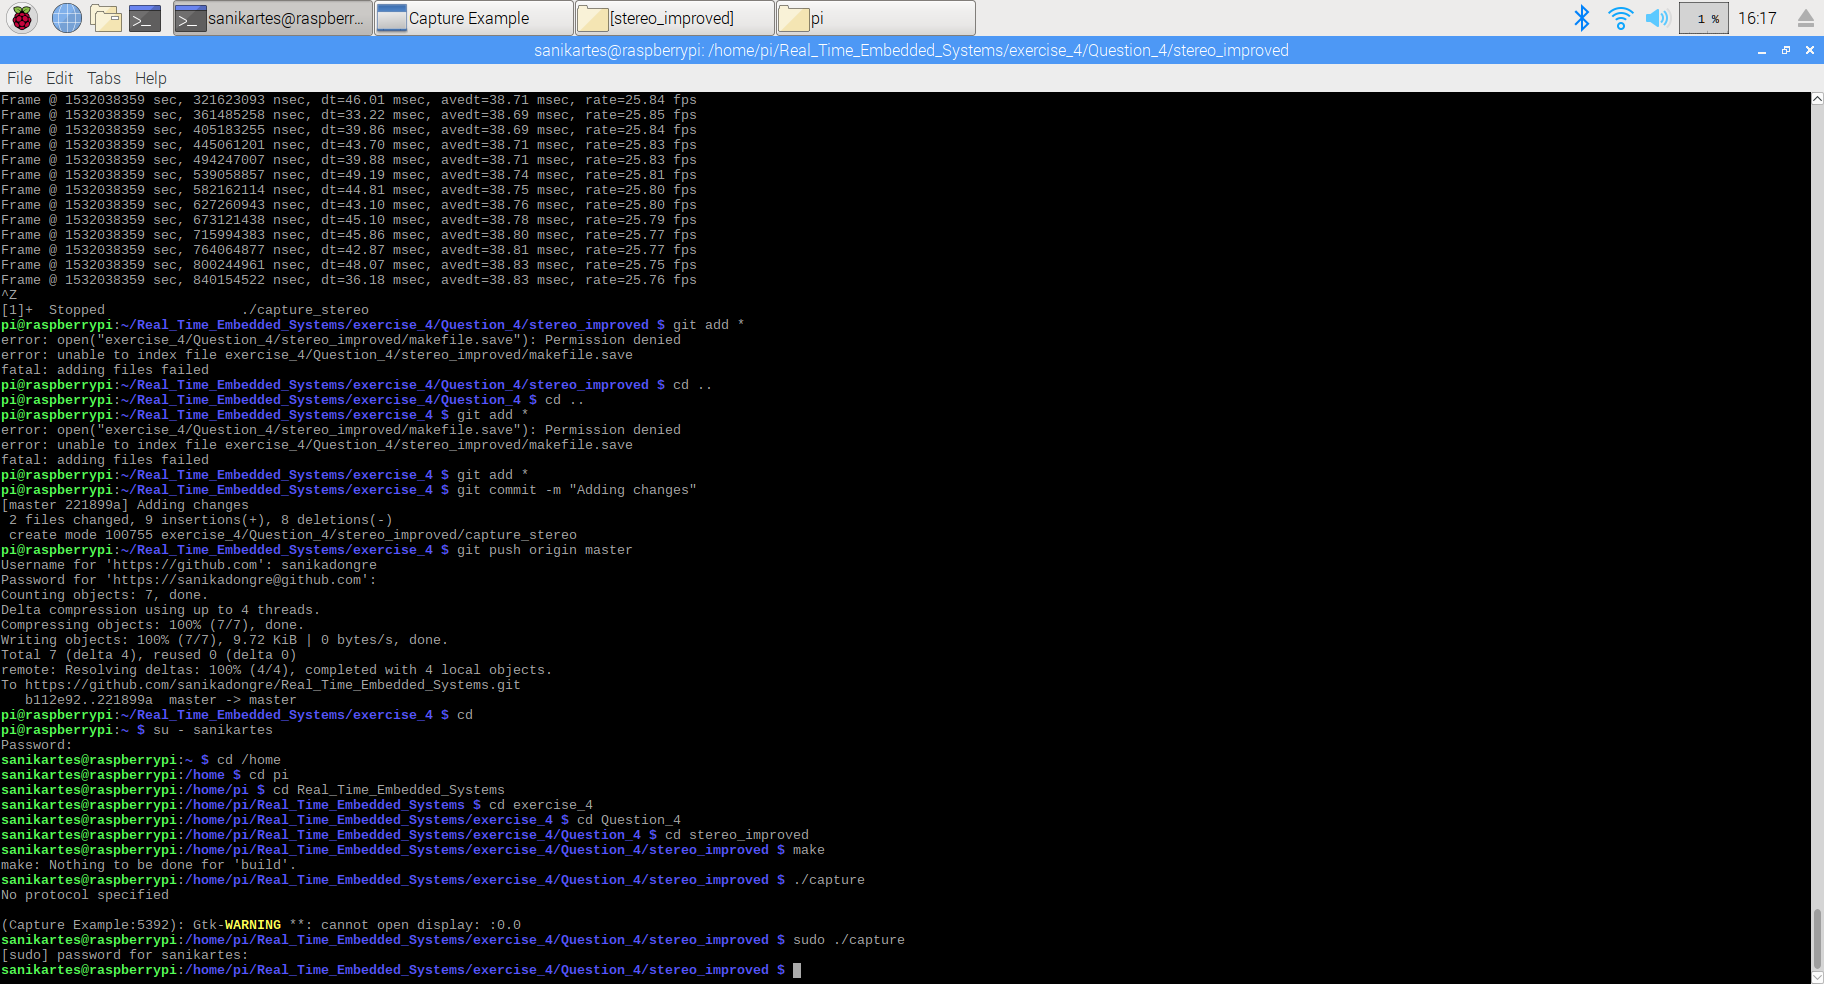 sanikartes@raspberr... Capture Example [stereo_improved] pi 1 % 16:17
sanikartes@raspberrypi: /home/pi/Real_Time_Embedded_Systems/exercise_4/Question_4/stereo_improved
File Edit Tabs Help
Frame @ 1532038359 sec, 321623093 nsec, dt=46.01 msec, avedt=38.71 msec, rate=25.84 fps
Frame @ 1532038359 sec, 361485258 nsec, dt=33.22 msec, avedt=38.69 msec, rate=25.85 fps
Frame @ 1532038359 sec, 405183255 nsec, dt=39.86 msec, avedt=38.69 msec, rate=25.84 fps
Frame @ 1532038359 sec, 445061201 nsec, dt=43.70 msec, avedt=38.71 msec, rate=25.83 fps
Frame @ 1532038359 sec, 494247007 nsec, dt=39.88 msec, avedt=38.71 msec, rate=25.83 fps
Frame @ 1532038359 sec, 539058857 nsec, dt=49.19 msec, avedt=38.74 msec, rate=25.81 fps
Frame @ 1532038359 sec, 582162114 nsec, dt=44.81 msec, avedt=38.75 msec, rate=25.80 fps
Frame @ 1532038359 sec, 627260943 nsec, dt=43.10 msec, avedt=38.76 msec, rate=25.80 fps
Frame @ 1532038359 sec, 673121438 nsec, dt=45.10 msec, avedt=38.78 msec, rate=25.79 fps
Frame @ 1532038359 sec, 715994383 nsec, dt=45.86 msec, avedt=38.80 msec, rate=25.77 fps
Frame @ 1532038359 sec, 764064877 nsec, dt=42.87 msec, avedt=38.81 msec, rate=25.77 fps
Frame @ 1532038359 sec, 800244961 nsec, dt=48.07 msec, avedt=38.83 msec, rate=25.75 fps
Frame @ 1532038359 sec, 840154522 nsec, dt=36.18 msec, avedt=38.83 msec, rate=25.76 fps
^Z
[1]+  Stopped                 ./capture_stereo
pi@raspberrypi:~/Real_Time_Embedded_Systems/exercise_4/Question_4/stereo_improved $ git add *
error: open("exercise_4/Question_4/stereo_improved/makefile.save"): Permission denied
error: unable to index file exercise_4/Question_4/stereo_improved/makefile.save
fatal: adding files failed
pi@raspberrypi:~/Real_Time_Embedded_Systems/exercise_4/Question_4/stereo_improved $ cd ..
pi@raspberrypi:~/Real_Time_Embedded_Systems/exercise_4/Question_4 $ cd ..
pi@raspberrypi:~/Real_Time_Embedded_Systems/exercise_4 $ git add *
error: open("exercise_4/Question_4/stereo_improved/makefile.save"): Permission denied
error: unable to index file exercise_4/Question_4/stereo_improved/makefile.save
fatal: adding files failed
pi@raspberrypi:~/Real_Time_Embedded_Systems/exercise_4 $ git add *
pi@raspberrypi:~/Real_Time_Embedded_Systems/exercise_4 $ git commit -m "Adding changes"
[master 221899a] Adding changes
 2 files changed, 9 insertions(+), 8 deletions(-)
 create mode 100755 exercise_4/Question_4/stereo_improved/capture_stereo
pi@raspberrypi:~/Real_Time_Embedded_Systems/exercise_4 $ git push origin master
Username for 'https://github.com': sanikadongre
Password for 'https://sanikadongre@github.com':
Counting objects: 7, done.
Delta compression using up to 4 threads.
Compressing objects: 100% (7/7), done.
Writing objects: 100% (7/7), 9.72 KiB | 0 bytes/s, done.
Total 7 (delta 4), reused 0 (delta 0)
remote: Resolving deltas: 100% (4/4), completed with 4 local objects.
To https://github.com/sanikadongre/Real_Time_Embedded_Systems.git
   b112e92..221899a  master -> master
pi@raspberrypi:~/Real_Time_Embedded_Systems/exercise_4 $ cd
pi@raspberrypi:~ $ su - sanikartes
Password:
sanikartes@raspberrypi:~ $ cd /home
sanikartes@raspberrypi:/home $ cd pi
sanikartes@raspberrypi:/home/pi $ cd Real_Time_Embedded_Systems
sanikartes@raspberrypi:/home/pi/Real_Time_Embedded_Systems $ cd exercise_4
sanikartes@raspberrypi:/home/pi/Real_Time_Embedded_Systems/exercise_4 $ cd Question_4
sanikartes@raspberrypi:/home/pi/Real_Time_Embedded_Systems/exercise_4/Question_4 $ cd stereo_improved
sanikartes@raspberrypi:/home/pi/Real_Time_Embedded_Systems/exercise_4/Question_4/stereo_improved $ make
make: Nothing to be done for 'build'.
sanikartes@raspberrypi:/home/pi/Real_Time_Embedded_Systems/exercise_4/Question_4/stereo_improved $ ./capture
No protocol specified
(Capture Example:5392): Gtk-WARNING **: cannot open display: :0.0
sanikartes@raspberrypi:/home/pi/Real_Time_Embedded_Systems/exercise_4/Question_4/stereo_improved $ sudo ./capture
[sudo] password for sanikartes:
sanikartes@raspberrypi:/home/pi/Real_Time_Embedded_Systems/exercise_4/Question_4/stereo_improved $